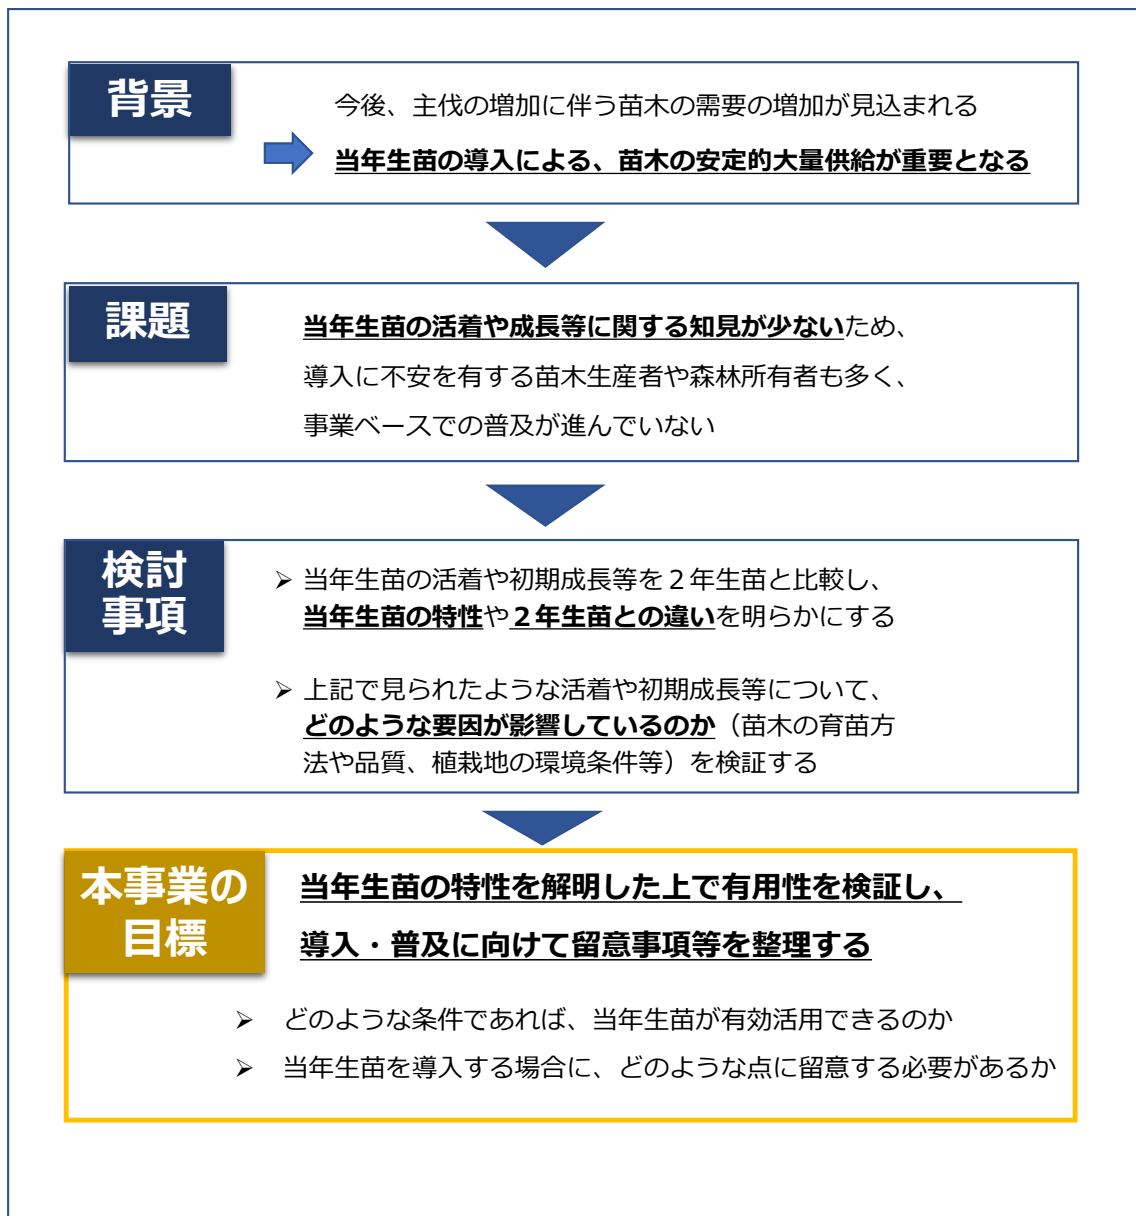 背景
今後、主伐の増加に伴う苗木の需要の増加が見込まれる
当年生苗の導入による、苗木の安定的大量供給が重要となる
課題
当年生苗の活着や成長等に関する知見が少ないため、
導入に不安を有する苗木生産者や森林所有者も多く、
事業ベースでの普及が進んでいない
検討
事項
➢ 当年生苗の活着や初期成長等を２年生苗と比較し、
当年生苗の特性や２年生苗との違いを明らかにする
➢ 上記で見られたような活着や初期成長等について、
どのような要因が影響しているのか（苗木の育苗方
法や品質、植栽地の環境条件等）を検証する
本事業の
目標
当年生苗の特性を解明した上で有用性を検証し、
導入・普及に向けて留意事項等を整理する
➢ どのような条件であれば、当年生苗が有効活用できるのか
➢ 当年生苗を導入する場合に、どのような点に留意する必要があるか